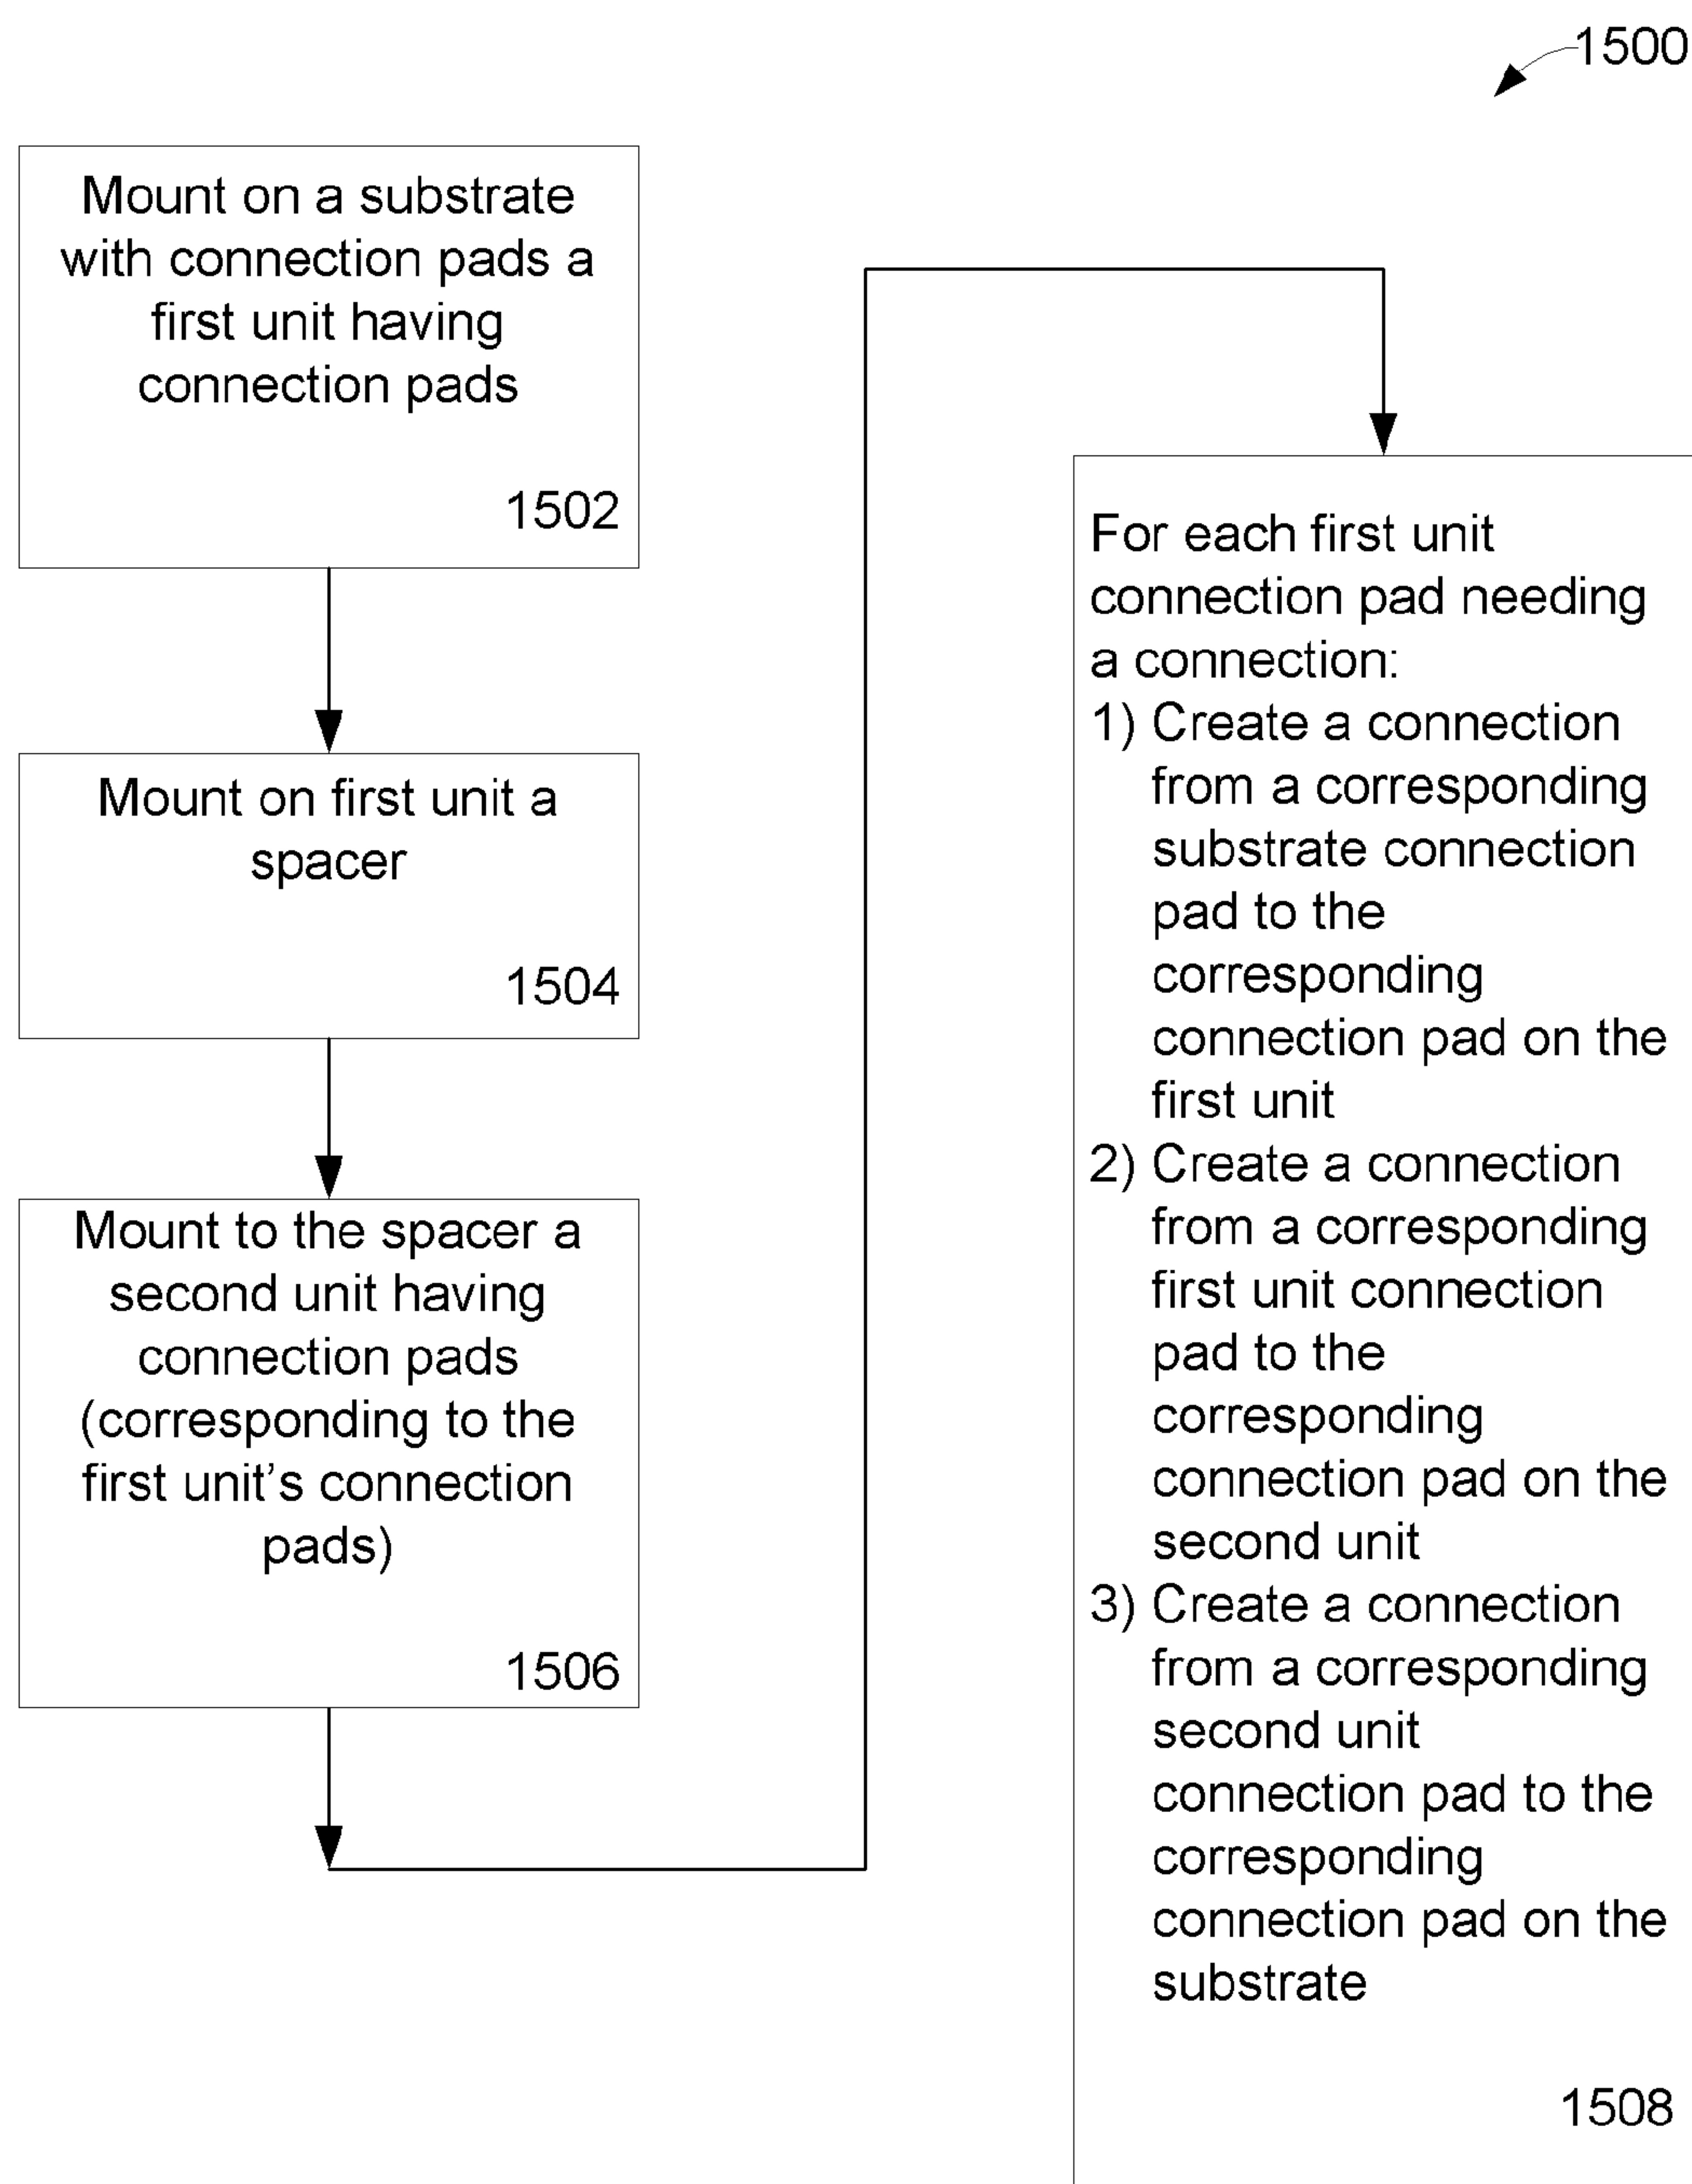 1500
Mount on a substrate
with connection pads a
first unit having
connection pads
1502
Mount on first unit a
spacer
1504
Mount to the spacer a
second unit having
connection pads
(corresponding to the
first unit’s connection
pads)
1506
For each first unit
connection pad needing
a connection:
1) Create a connection
from a corresponding
substrate connection
pad to the
corresponding
connection pad on the
first unit
2) Create a connection
from a corresponding
first unit connection
pad to the
corresponding
connection pad on the
second unit
3) Create a connection
from a corresponding
second unit
connection pad to the
corresponding
connection pad on the
substrate
1508